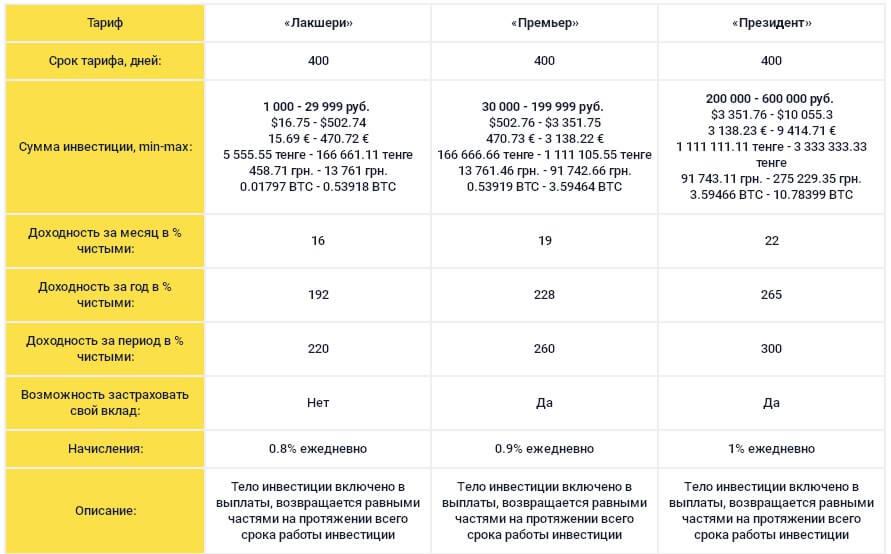 Тариф
«Лакшери»
«Премьер»
«Президент»
Срок тарифа, дней:
400
400
400
Сумма инвестиции, min-max:
1 000 - 29 999 руб.
$16.75 - $502.74
15.69 € - 470.72 €
5 555.55 тенге - 166 661.11 тенге
458.71 грн. - 13 761 грн.
0.01797 BTC - 0.53918 BTC
30 000 - 199 999 руб.
$502.76 - $3 351.75
470.73 € - 3 138.22 €
166 666.66 тенге - 1 111 105.55 тенге
13 761.46 грн. - 91 742.66 грн.
0.53919 BTC - 3.59464 BTC
200 000 - 600 000 руб.
$3 351.76 - $10 055.3
3 138.23 € - 9 414.71 €
1 111 111.11 тенге - 3 333 333.33
тенге
91 743.11 грн. - 275 229.35 грн.
3.59466 BTC - 10.78399 BTC
Доходность за месяц в %
чистыми:
16
19
22
Доходность за год в %
чистыми:
192
228
265
Доходность за период в %
чистыми:
220
260
300
Возможность застраховать
свой вклад:
Нет
Да
Да
Начисления:
0.8% ежедневно
0.9% ежедневно
1% ежедневно
Описание:
Тело инвестиции включено в
выплаты, возвращается равными
частями на протяжении всего
срока работы инвестиции
Тело инвестиции включено в
выплаты, возвращается равными
частями на протяжении всего
срока работы инвестиции
Тело инвестиции включено в
выплаты, возвращается равными
частями на протяжении всего
срока работы инвестиции